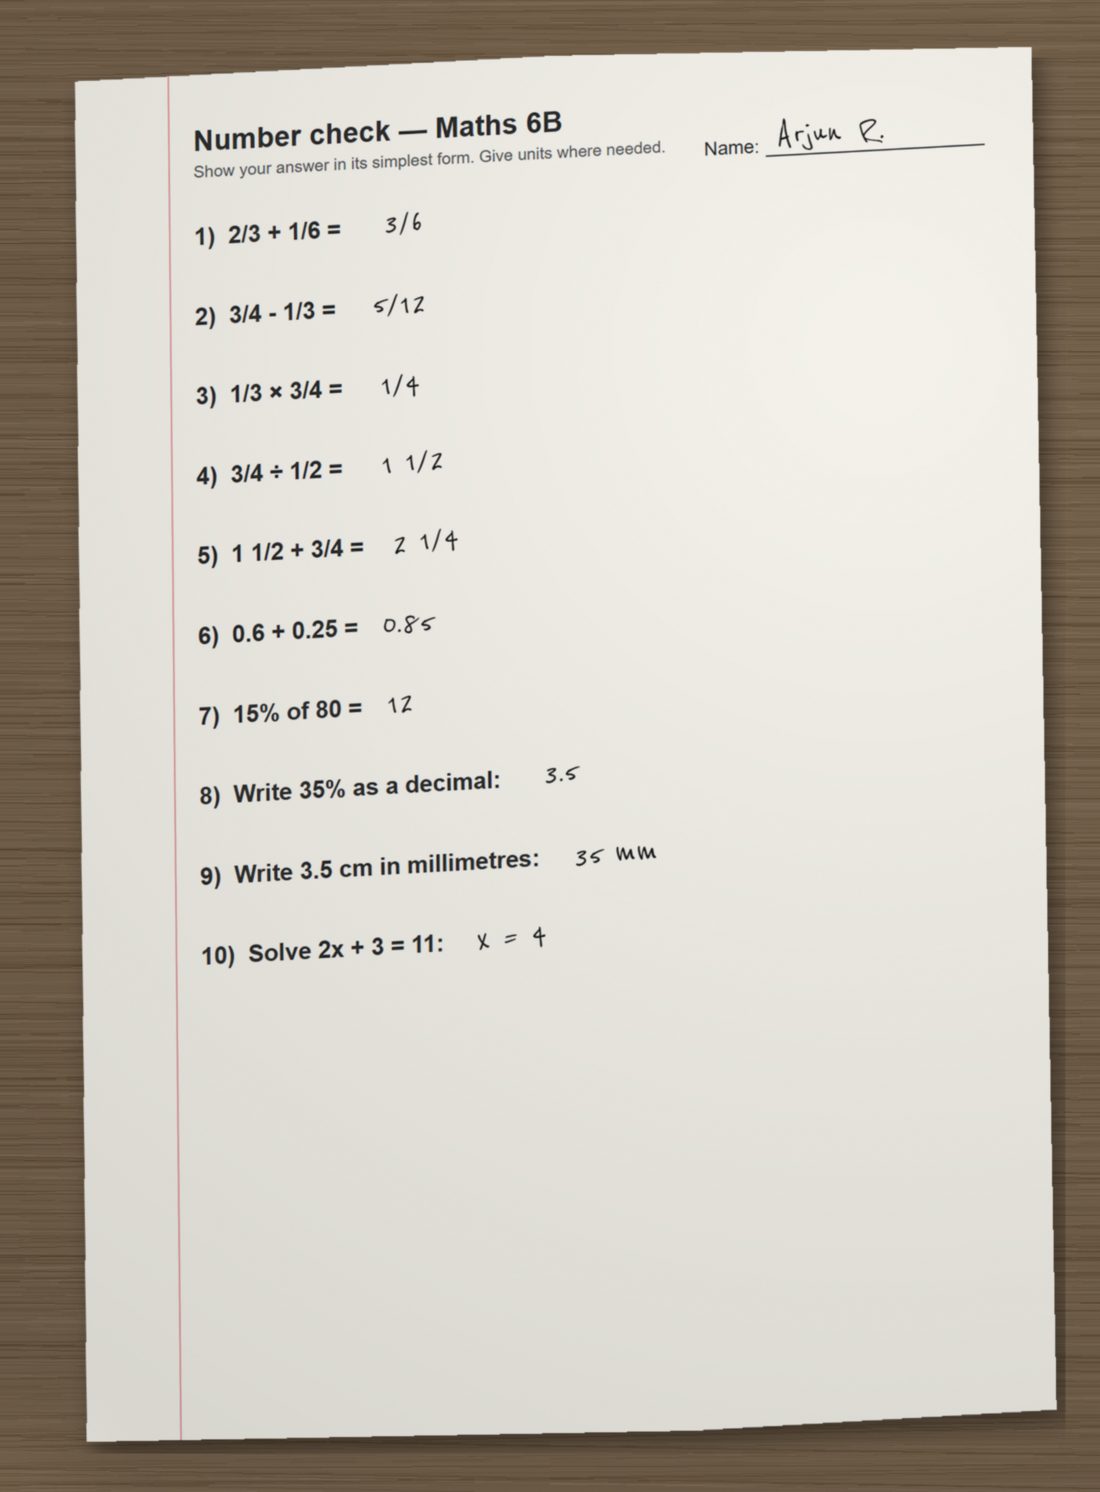 Number check — Maths 6B
Show your answer in its simplest form. Give units where needed.
Name: Arjun R.
1) 2/3 + 1/6 = 3/6
2) 3/4 - 1/3 = 5/12
3) 1/3 × 3/4 = 1/4
4) 3/4 ÷ 1/2 = 1 1/2
5) 1 1/2 + 3/4 = 2 1/4
6) 0.6 + 0.25 = 0.85
7) 15% of 80 = 12
8) Write 35% as a decimal: 3.5
9) Write 3.5 cm in millimetres: 35 mm
10) Solve 2x + 3 = 11: x = 4